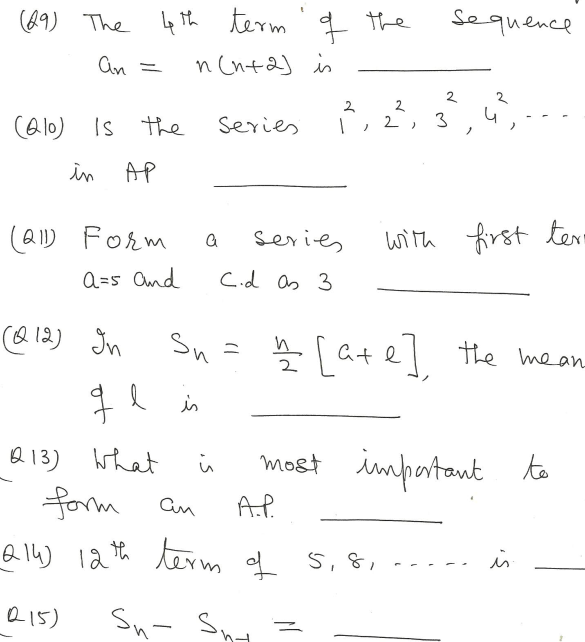 (Q9) The 4th term of the sequence
an = n(n+2) is ________
(Q10) Is the series 1², 2², 3², 4², ....
in AP ________
(Q11) Form a series with first ter
a=5 and c.d as 3 ________
(Q12) In Sn = n/2 [a+l], the mean
of l is ________
Q13) What is most important to
form an A.P. ________
Q14) 12th term of 5, 8, ...... is ___
Q15) Sn - Sn-1 = ________